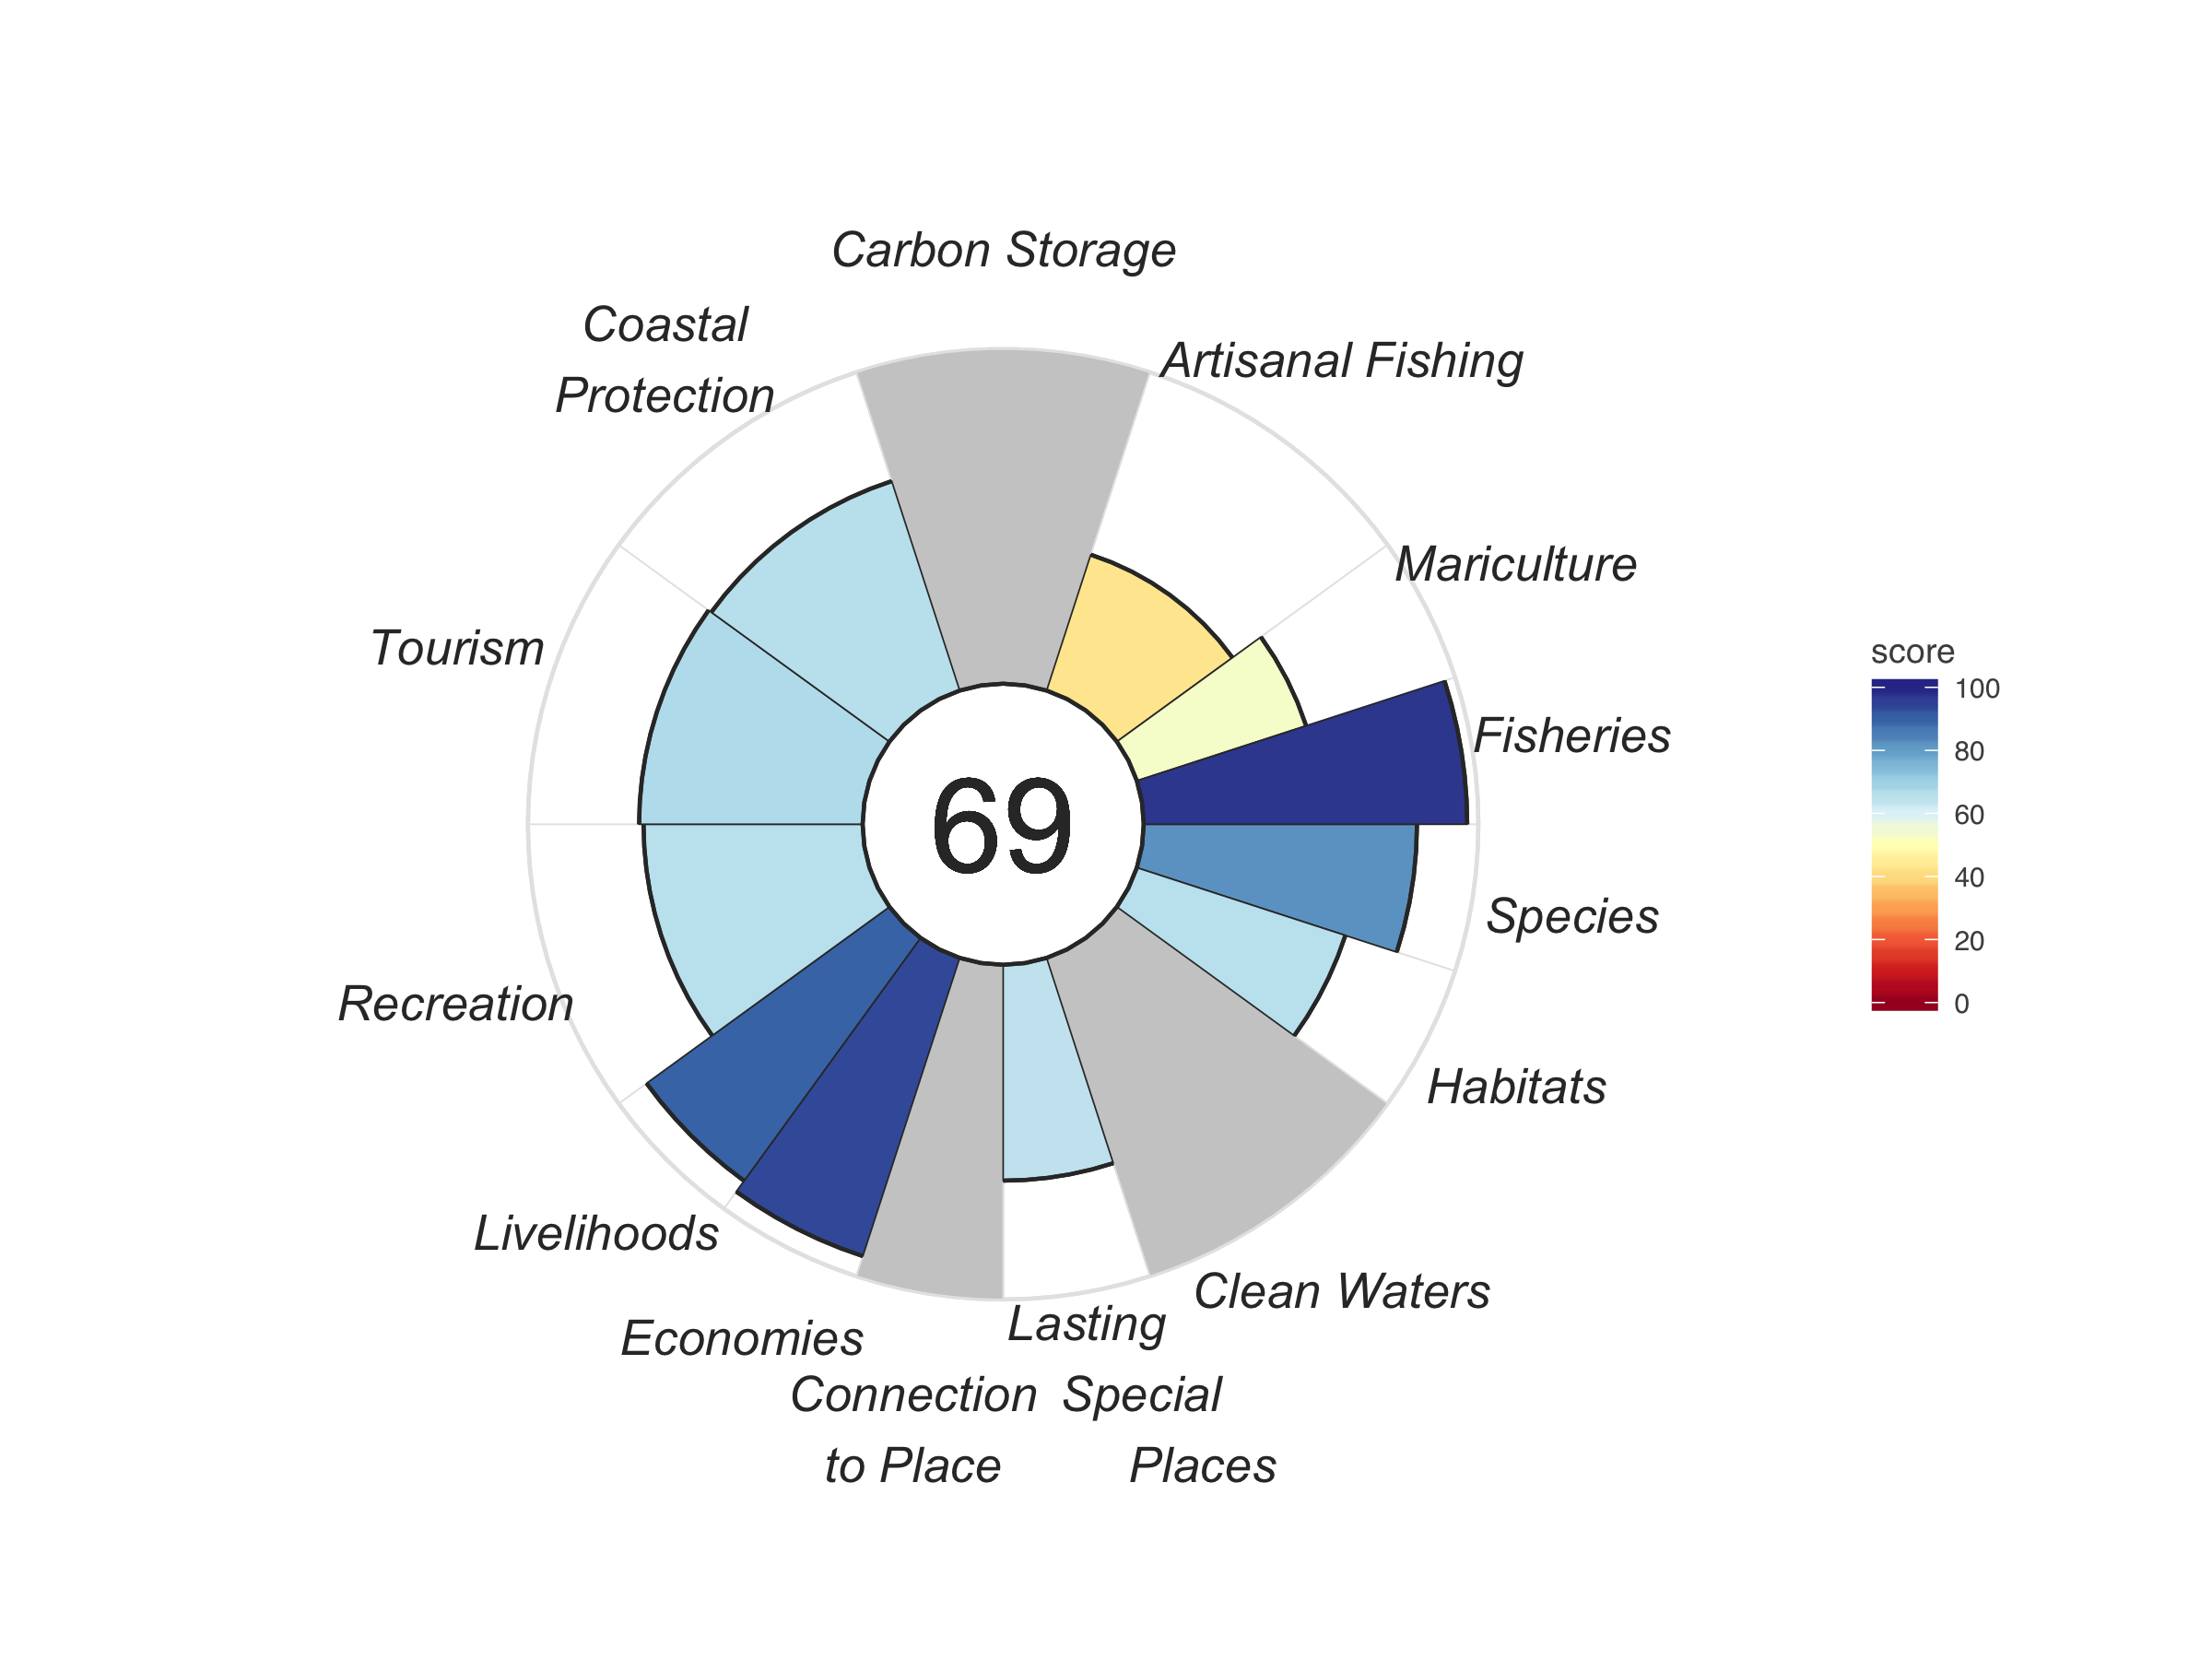 Carbon Storage
Coastal
Protection
Artisanal Fishing
Mariculture
Tourism
Fisheries
score
100
80
60
40
20
0
69
Species
Recreation
Habitats
Livelihoods
Clean Waters
Economies
Lasting
Special
Places
Connection
to Place